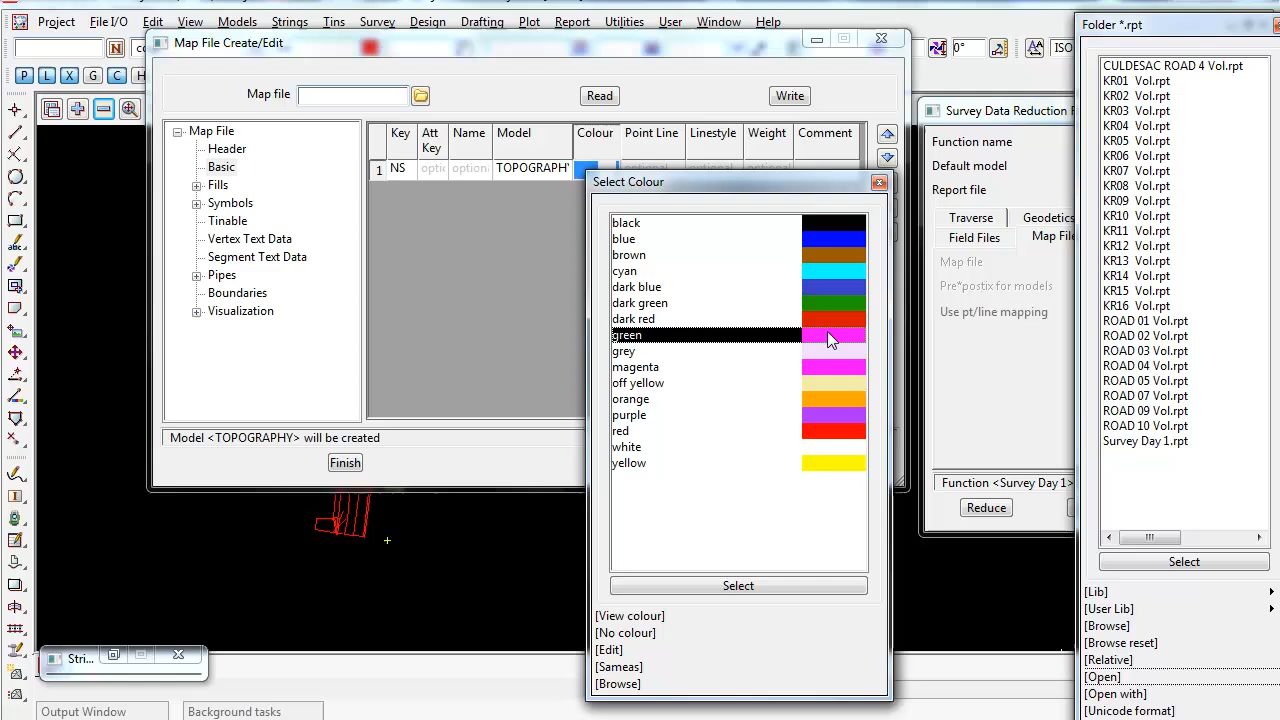 Project File I/O Edit View Models Strings Tins Survey Design Drafting Plot Report Utilities User Window Help
Folder *.rpt
Map File Create/Edit
N
0°
ISO
P L X G C H
Map file
Read
Write
Map File
Header
Basic
Fills
Symbols
Tinable
Vertex Text Data
Segment Text Data
Pipes
Boundaries
Visualization
Key Att Key Name Model Colour Point Line Linestyle Weight Comment
1 NS TOPOGRAPHY
Model <TOPOGRAPHY> will be created
Finish
Select Colour
black
blue
brown
cyan
dark blue
dark green
dark red
green
grey
magenta
off yellow
orange
purple
red
white
yellow
Select
[View colour]
[No colour]
[Edit]
[Sameas]
[Browse]
Survey Data Reduction F
Function name
Default model
Report file
Traverse Geodetics
Field Files Map File
Map file
Pre*postix for models
Use pt/line mapping
Function <Survey Day 1>
Reduce
CULDESAC ROAD 4 Vol.rpt
KR01 Vol.rpt
KR02 Vol.rpt
KR03 Vol.rpt
KR04 Vol.rpt
KR05 Vol.rpt
KR06 Vol.rpt
KR07 Vol.rpt
KR08 Vol.rpt
KR09 Vol.rpt
KR10 Vol.rpt
KR11 Vol.rpt
KR12 Vol.rpt
KR13 Vol.rpt
KR14 Vol.rpt
KR15 Vol.rpt
KR16 Vol.rpt
ROAD 01 Vol.rpt
ROAD 02 Vol.rpt
ROAD 03 Vol.rpt
ROAD 04 Vol.rpt
ROAD 05 Vol.rpt
ROAD 07 Vol.rpt
ROAD 09 Vol.rpt
ROAD 10 Vol.rpt
Survey Day 1.rpt
Select
[Lib]
[User Lib]
[Browse]
[Browse reset]
[Relative]
[Open]
[Open with]
[Unicode format]
Stri...
Output Window
Background tasks